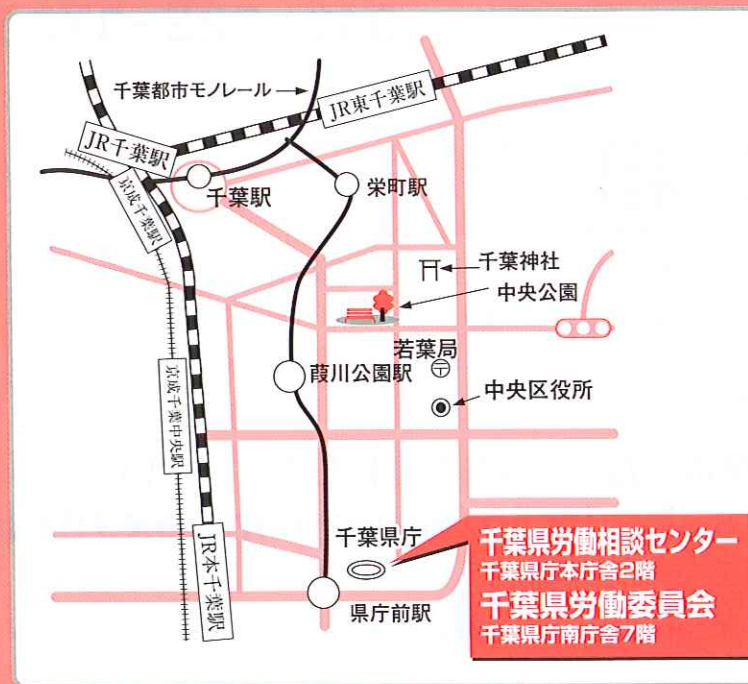 千葉都市モノレール
JR東千葉駅
JR千葉駅
京成千葉駅
千葉駅
栄町駅
千葉神社
中央公園
若葉局
葭川公園駅
中央区役所
京成千葉中央駅
千葉県庁
JR本千葉駅
県庁前駅
千葉県労働相談センター
千葉県庁本庁舎2階
千葉県労働委員会
千葉県庁南庁舎7階